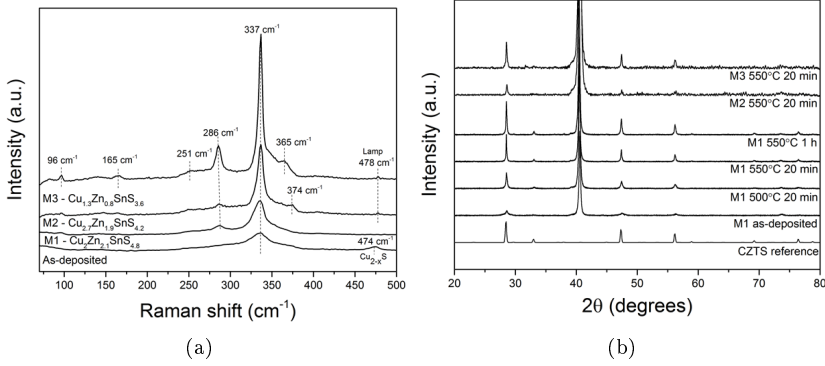 (a)
337 cm⁻¹
286 cm⁻¹
365 cm⁻¹
Lamp
478 cm⁻¹
96 cm⁻¹
165 cm⁻¹
251 cm⁻¹
374 cm⁻¹
M3 - Cu₁.₃Zn₀.₈SnS₃.₆
M2 - Cu₂.₇Zn₁.₉SnS₄.₂
M1 - Cu₂Zn₂.₁SnS₄.₈
474 cm⁻¹
As-deposited
Cu₂₋ₓS
Intensity (a.u.)
100 150 200 250 300 350 400 450 500
Raman shift (cm⁻¹)
(a)
(b)
M3 550°C 20 min
M2 550°C 20 min
M1 550°C 1 h
M1 550°C 20 min
M1 500°C 20 min
M1 as-deposited
CZTS reference
Intensity (a.u.)
20 30 40 50 60 70 80
2θ (degrees)
(b)